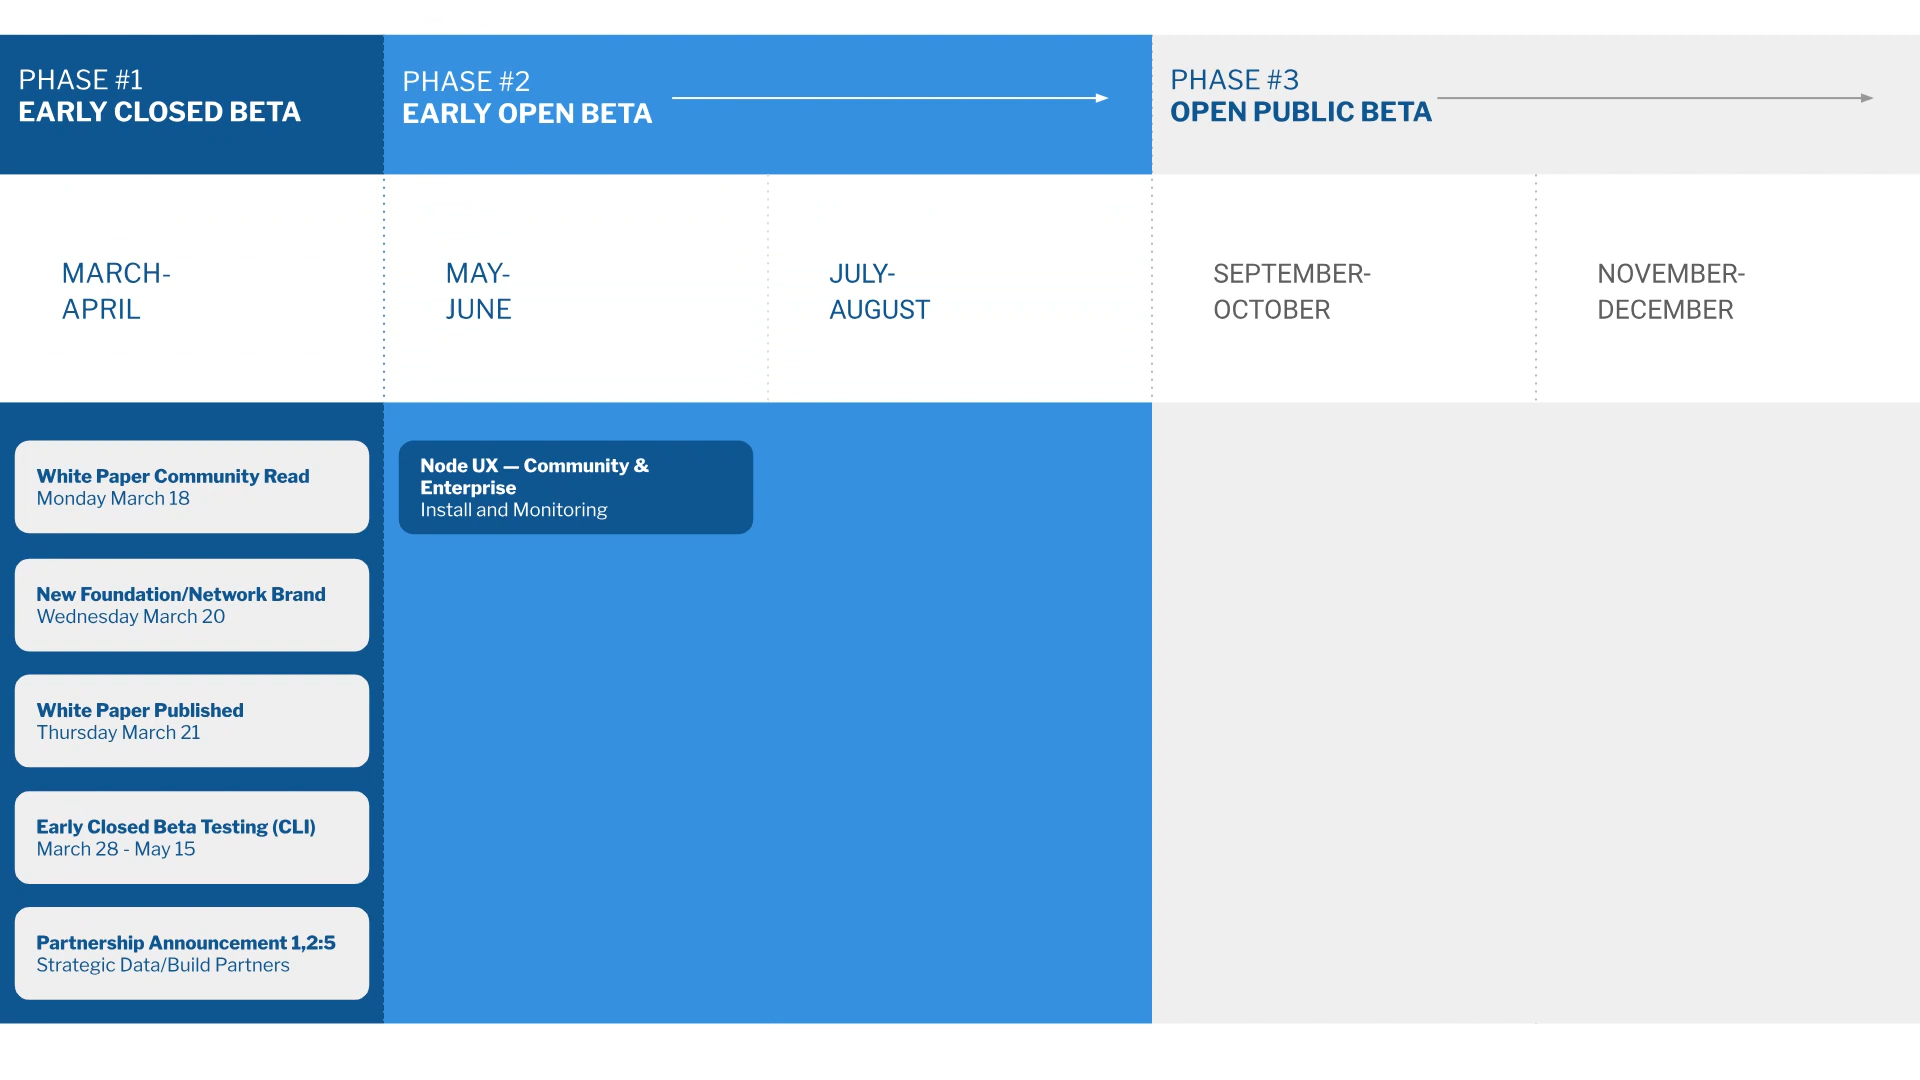 PHASE #1
EARLY CLOSED BETA
PHASE #2
EARLY OPEN BETA
PHASE #3
OPEN PUBLIC BETA
MARCH-
APRIL
MAY-
JUNE
JULY-
AUGUST
SEPTEMBER-
OCTOBER
NOVEMBER-
DECEMBER
White Paper Community Read
Monday March 18
New Foundation/Network Brand
Wednesday March 20
White Paper Published
Thursday March 21
Early Closed Beta Testing (CLI)
March 28 - May 15
Partnership Announcement 1,2:5
Strategic Data/Build Partners
Node UX — Community &
Enterprise
Install and Monitoring